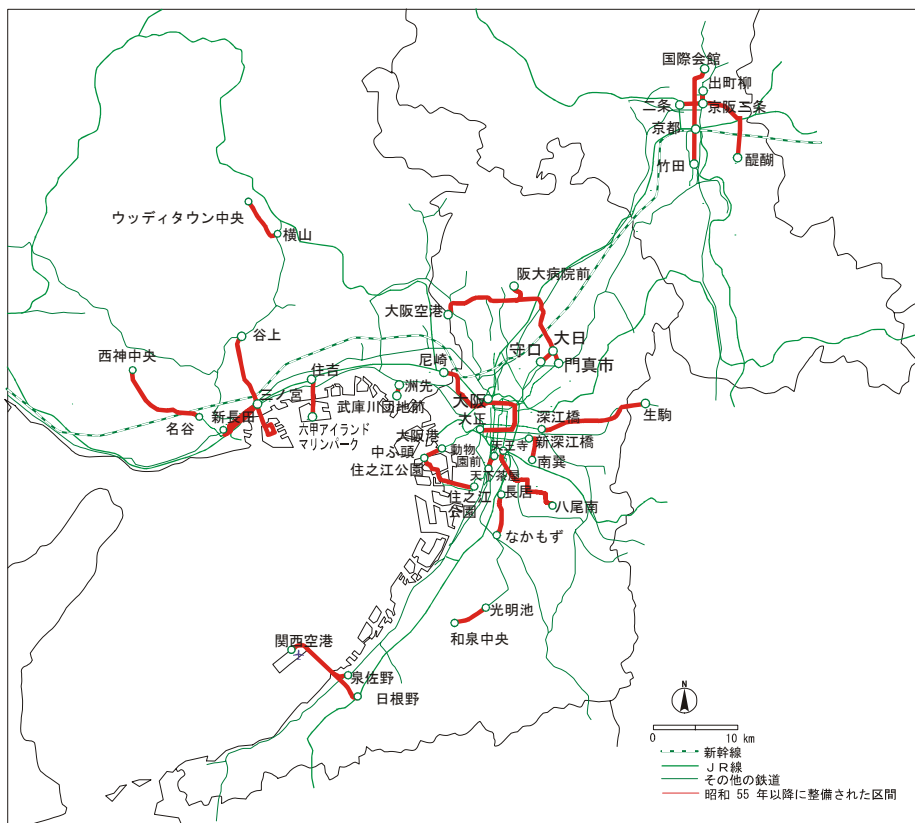 国際会館
出町柳
二条
京阪三条
京都
竹田
醍醐
ウッディタウン中央
横山
阪大病院前
大阪空港
谷上
大日
守口
門真市
西神中央
住吉
尼崎
洲先
三ノ宮
武庫川団地前
大阪
生駒
名谷
新長田
六甲アイランド
マリンパーク
大正
深江橋
大阪港
新深江橋
中ふ頭
動物
園前
天王寺
南巽
住之江公園
天下茶屋
住之江
公園
長居
八尾南
なかもず
光明池
和泉中央
関西空港
泉佐野
日根野
N
0 10 km
新幹線
ＪＲ線
その他の鉄道
昭和 55 年以降に整備された区間